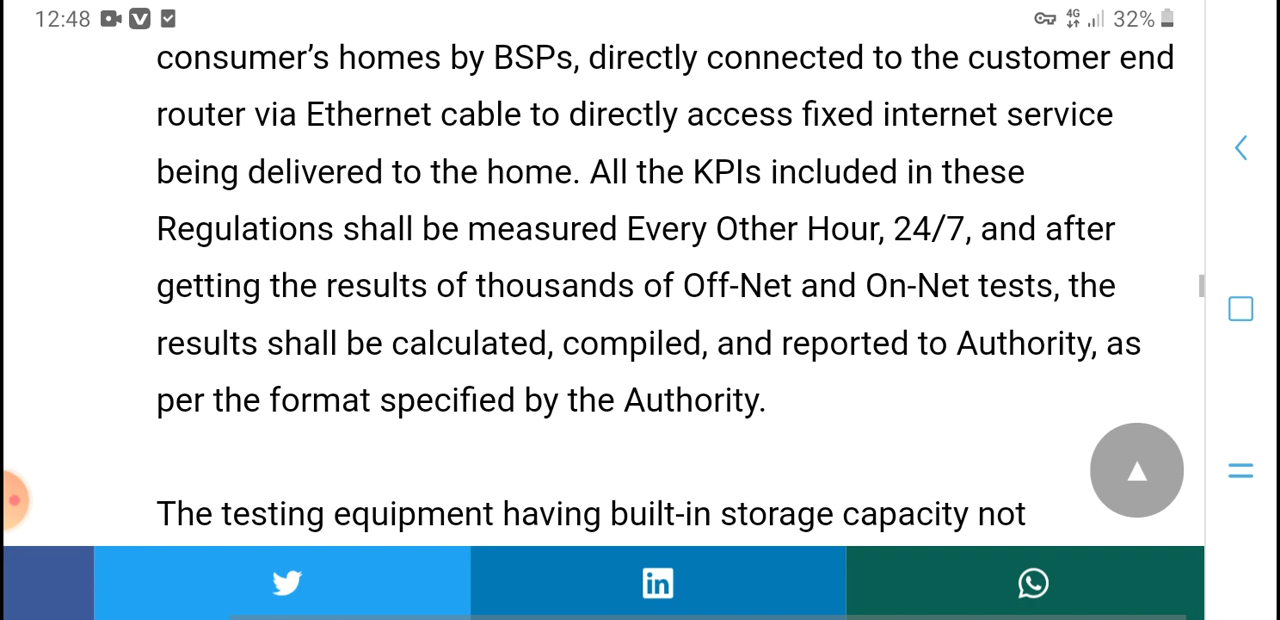 12:48 4G 32%
consumer’s homes by BSPs, directly connected to the customer end
router via Ethernet cable to directly access fixed internet service
being delivered to the home. All the KPIs included in these
Regulations shall be measured Every Other Hour, 24/7, and after
getting the results of thousands of Off-Net and On-Net tests, the
results shall be calculated, compiled, and reported to Authority, as
per the format specified by the Authority.
The testing equipment having built-in storage capacity not
in